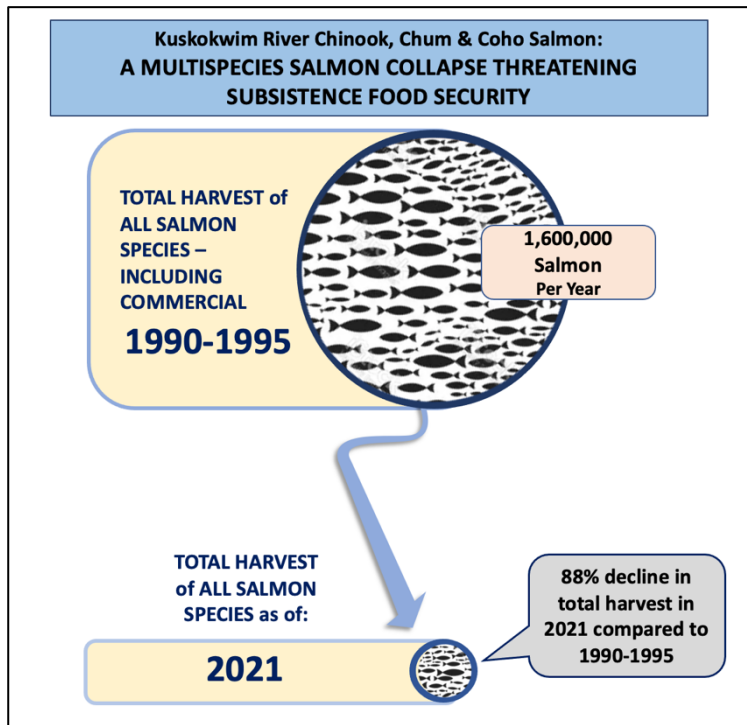 Kuskokwim River Chinook, Chum & Coho Salmon:
A MULTISPECIES SALMON COLLAPSE THREATENING
SUBSISTENCE FOOD SECURITY
TOTAL HARVEST of
ALL SALMON
SPECIES –
INCLUDING
COMMERCIAL
1990-1995
1,600,000
Salmon
Per Year
TOTAL HARVEST
of ALL SALMON
SPECIES as of:
2021
88% decline in
total harvest in
2021 compared to
1990-1995